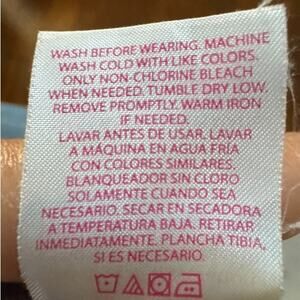 WASH BEFORE WEARING. MACHINE
WASH COLD WITH LIKE COLORS.
ONLY NON-CHLORINE BLEACH
WHEN NEEDED. TUMBLE DRY LOW.
REMOVE PROMPTLY. WARM IRON
IF NEEDED.
LAVAR ANTES DE USAR. LAVAR
A MÁQUINA EN AGUA FRÍA
CON COLORES SIMILARES.
BLANQUEADOR SIN CLORO
SOLAMENTE CUANDO SEA
NECESARIO. SECAR EN SECADORA
A TEMPERATURA BAJA. RETIRAR
INMEDIATAMENTE. PLANCHA TIBIA,
SI ES NECESARIO.